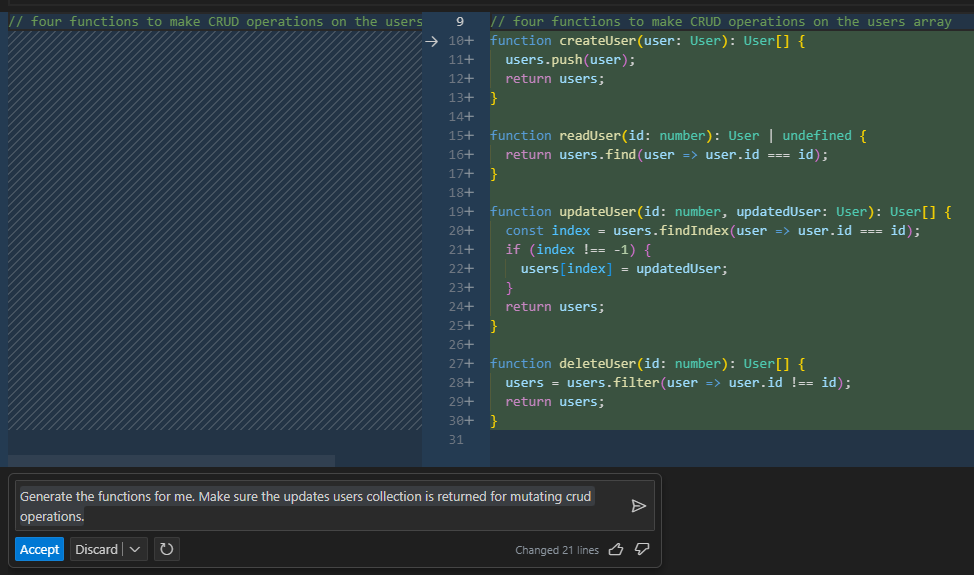 // four functions to make CRUD operations on the users
9 // four functions to make CRUD operations on the users array
→ 10+ function createUser(user: User): User[] {
11+ users.push(user);
12+ return users;
13+ }
14+
15+ function readUser(id: number): User | undefined {
16+ return users.find(user => user.id === id);
17+ }
18+
19+ function updateUser(id: number, updatedUser: User): User[] {
20+ const index = users.findIndex(user => user.id === id);
21+ if (index !== -1) {
22+ users[index] = updatedUser;
23+ }
24+ return users;
25+ }
26+
27+ function deleteUser(id: number): User[] {
28+ users = users.filter(user => user.id !== id);
29+ return users;
30+ }
31
Generate the functions for me. Make sure the updates users collection is returned for mutating crud
operations.
Accept Discard Changed 21 lines